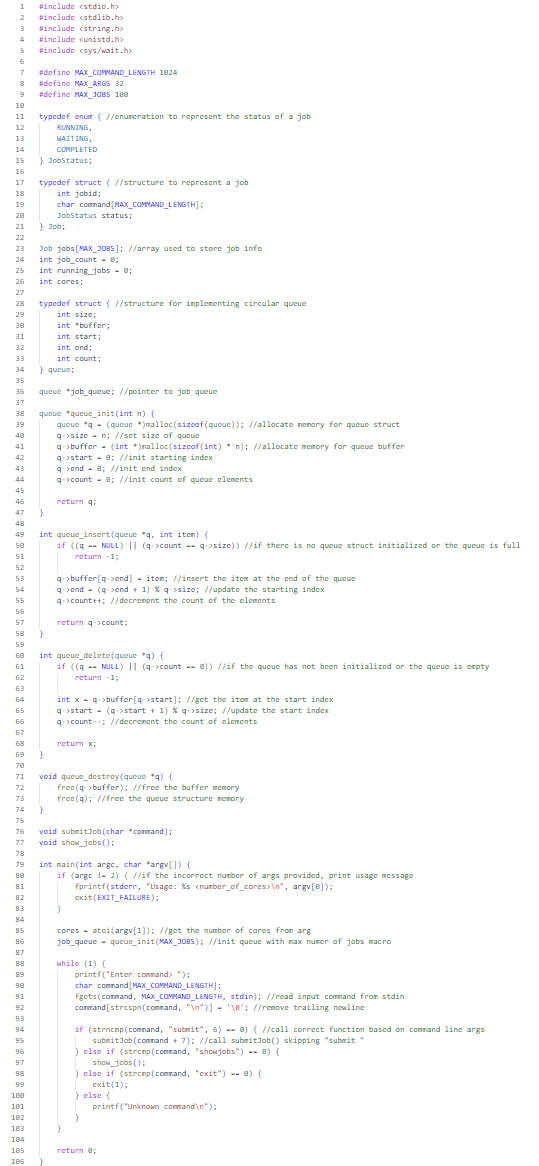 1 #include <stdio.h>
2 #include <stdlib.h>
3 #include <string.h>
4 #include <unistd.h>
5 #include <sys/wait.h>
6
7 #define MAX_COMMAND_LENGTH 1024
8 #define MAX_ARGS 32
9 #define MAX_JOBS 100
10
11 typedef enum { //enumeration to represent the status of a job
12     RUNNING,
13     WAITING,
14     COMPLETED
15 } JobStatus;
16
17 typedef struct { //structure to represent a job
18     int jobid;
19     char command[MAX_COMMAND_LENGTH];
20     JobStatus status;
21 } Job;
22
23 Job jobs[MAX_JOBS]; //array used to store job info
24 int job_count = 0;
25 int running_jobs = 0;
26 int cores;
27
28 typedef struct { //structure for implementing circular queue
29     int size;
30     int *buffer;
31     int start;
32     int end;
33     int count;
34 } queue;
35
36 queue *job_queue; //pointer to job queue
37
38 queue *queue_init(int n) {
39     queue *q = (queue *)malloc(sizeof(queue)); //allocate memory for queue struct
40     q->size = n; //set size of queue
41     q->buffer = (int *)malloc(sizeof(int) * n); //allocate memory for queue buffer
42     q->start = 0; //init starting index
43     q->end = 0; //init end index
44     q->count = 0; //init count of queue elements
45
46     return q;
47 }
48
49 int queue_insert(queue *q, int item) {
50     if ((q == NULL) || (q->count == q->size)) //if there is no queue struct initialized or the queue is full
51         return -1;
52
53     q->buffer[q->end] = item; //insert the item at the end of the queue
54     q->end = (q->end + 1) % q->size; //update the starting index
55     q->count++; //decrement the count of the elements
56
57     return q->count;
58 }
59
60 int queue_delete(queue *q) {
61     if ((q == NULL) || (q->count == 0)) //if the queue has not been initialized or the queue is empty
62         return -1;
63
64     int x = q->buffer[q->start]; //get the item at the start index
65     q->start = (q->start + 1) % q->size; //update the start index
66     q->count--; //decrement the count of elements
67
68     return x;
69 }
70
71 void queue_destroy(queue *q) {
72     free(q->buffer); //free the buffer memory
73     free(q); //free the queue structure memory
74 }
75
76 void submitJob(char *command);
77 void show_jobs();
78
79 int main(int argc, char *argv[]) {
80     if (argc != 2) { //if the incorrect number of args provided, print usage message
81         fprintf(stderr, "Usage: %s <number_of_cores>\n", argv[0]);
82         exit(EXIT_FAILURE);
83     }
84
85     cores = atoi(argv[1]); //get the number of cores from arg
86     job_queue = queue_init(MAX_JOBS); //init queue with max numer of jobs macro
87
88     while (1) {
89         printf("Enter command> ");
90         char command[MAX_COMMAND_LENGTH];
91         fgets(command, MAX_COMMAND_LENGTH, stdin); //read input command from stdin
92         command[strcspn(command, "\n")] = '\0'; //remove trailing newline
93
94         if (strncmp(command, "submit", 6) == 0) { //call correct function based on command line args
95             submitJob(command + 7); //call submitJob() skipping "submit "
96         } else if (strcmp(command, "showjobs") == 0) {
97             show_jobs();
98         } else if (strcmp(command, "exit") == 0) {
99             exit(1);
100         } else {
101             printf("Unknown command\n");
102         }
103     }
104
105     return 0;
106 }